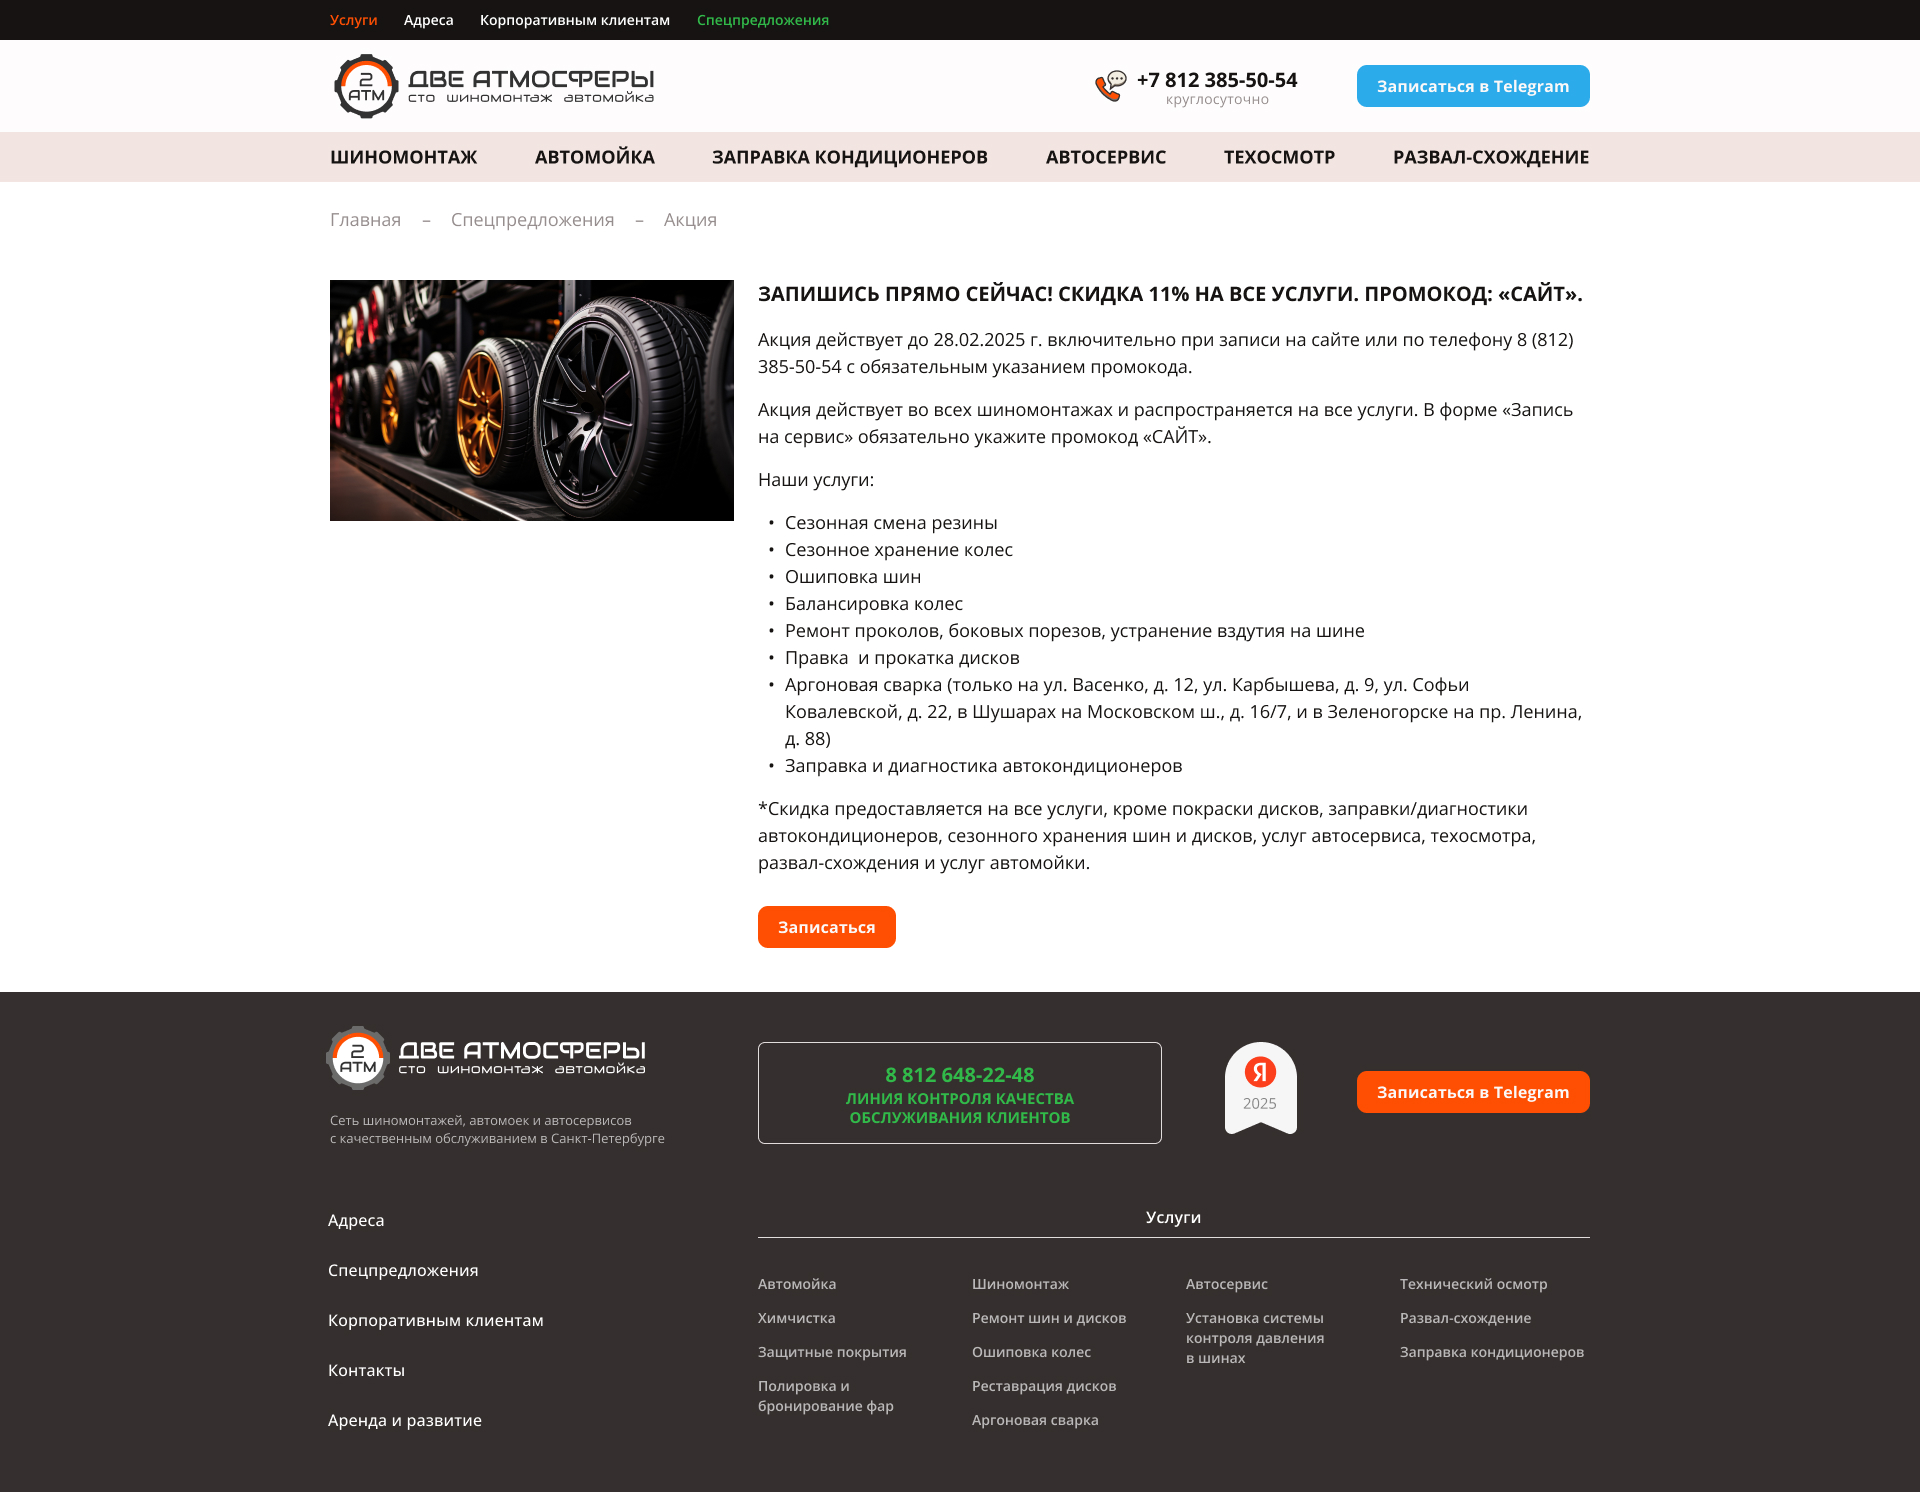 Услуги Адреса Корпоративным клиентам Спецпредложения
2 АТМ
ДВЕ АТМОСФЕРЫ
сто шиномонтаж автомойка
+7 812 385-50-54
круглосуточно
Записаться в Telegram
ШИНОМОНТАЖ АВТОМОЙКА ЗАПРАВКА КОНДИЦИОНЕРОВ АВТОСЕРВИС ТЕХОСМОТР РАЗВАЛ-СХОЖДЕНИЕ
Главная – Спецпредложения – Акция
ЗАПИШИСЬ ПРЯМО СЕЙЧАС! СКИДКА 11% НА ВСЕ УСЛУГИ. ПРОМОКОД: «САЙТ».
Акция действует до 28.02.2025 г. включительно при записи на сайте или по телефону 8 (812)
385-50-54 с обязательным указанием промокода.
Акция действует во всех шиномонтажах и распространяется на все услуги. В форме «Запись
на сервис» обязательно укажите промокод «САЙТ».
Наши услуги:
• Сезонная смена резины
• Сезонное хранение колес
• Ошиповка шин
• Балансировка колес
• Ремонт проколов, боковых порезов, устранение вздутия на шине
• Правка  и прокатка дисков
• Аргоновая сварка (только на ул. Васенко, д. 12, ул. Карбышева, д. 9, ул. Софьи
Ковалевской, д. 22, в Шушарах на Московском ш., д. 16/7, и в Зеленогорске на пр. Ленина,
д. 88)
• Заправка и диагностика автокондиционеров
*Скидка предоставляется на все услуги, кроме покраски дисков, заправки/диагностики
автокондиционеров, сезонного хранения шин и дисков, услуг автосервиса, техосмотра,
развал-схождения и услуг автомойки.
Записаться
2 АТМ
ДВЕ АТМОСФЕРЫ
сто шиномонтаж автомойка
Сеть шиномонтажей, автомоек и автосервисов
с качественным обслуживанием в Санкт-Петербурге
8 812 648-22-48
ЛИНИЯ КОНТРОЛЯ КАЧЕСТВА
ОБСЛУЖИВАНИЯ КЛИЕНТОВ
Я
2025
Записаться в Telegram
Адреса
Спецпредложения
Корпоративным клиентам
Контакты
Аренда и развитие
Услуги
Автомойка
Химчистка
Защитные покрытия
Полировка и
бронирование фар
Шиномонтаж
Ремонт шин и дисков
Ошиповка колес
Реставрация дисков
Аргоновая сварка
Автосервис
Установка системы
контроля давления
в шинах
Технический осмотр
Развал-схождение
Заправка кондиционеров